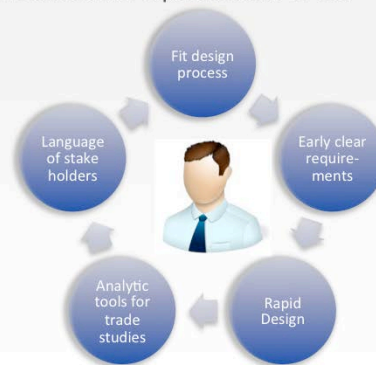 Fit design
process
Early clear
require-
ments
Rapid
Design
Analytic
tools for
trade
studies
Language
of stake
holders